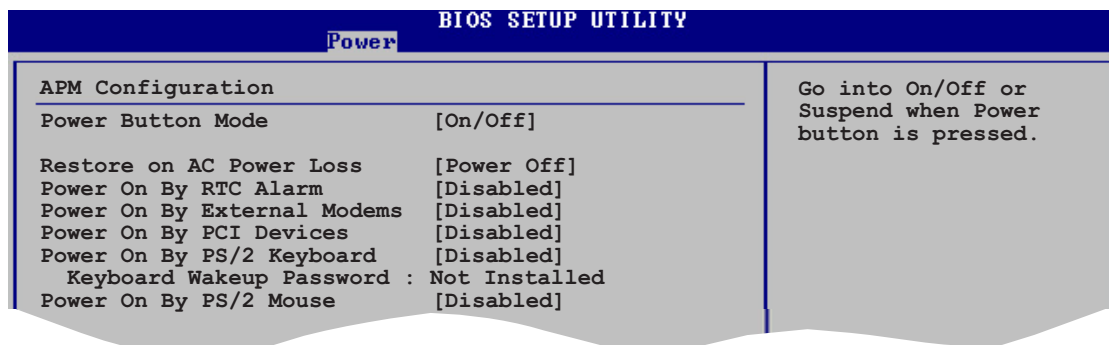 BIOS SETUP UTILITY
Power
APM Configuration
Power Button Mode [On/Off]
Restore on AC Power Loss [Power Off]
Power On By RTC Alarm [Disabled]
Power On By External Modems [Disabled]
Power On By PCI Devices [Disabled]
Power On By PS/2 Keyboard [Disabled]
Keyboard Wakeup Password : Not Installed
Power On By PS/2 Mouse [Disabled]
Go into On/Off or
Suspend when Power
button is pressed.